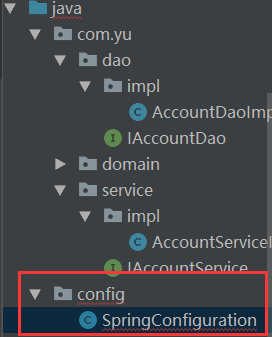 java
com.yu
dao
impl
AccountDaoImp
I IAccountDao
domain
service
impl
C AccountServiceI
I IAccountService
config
C SpringConfiguration